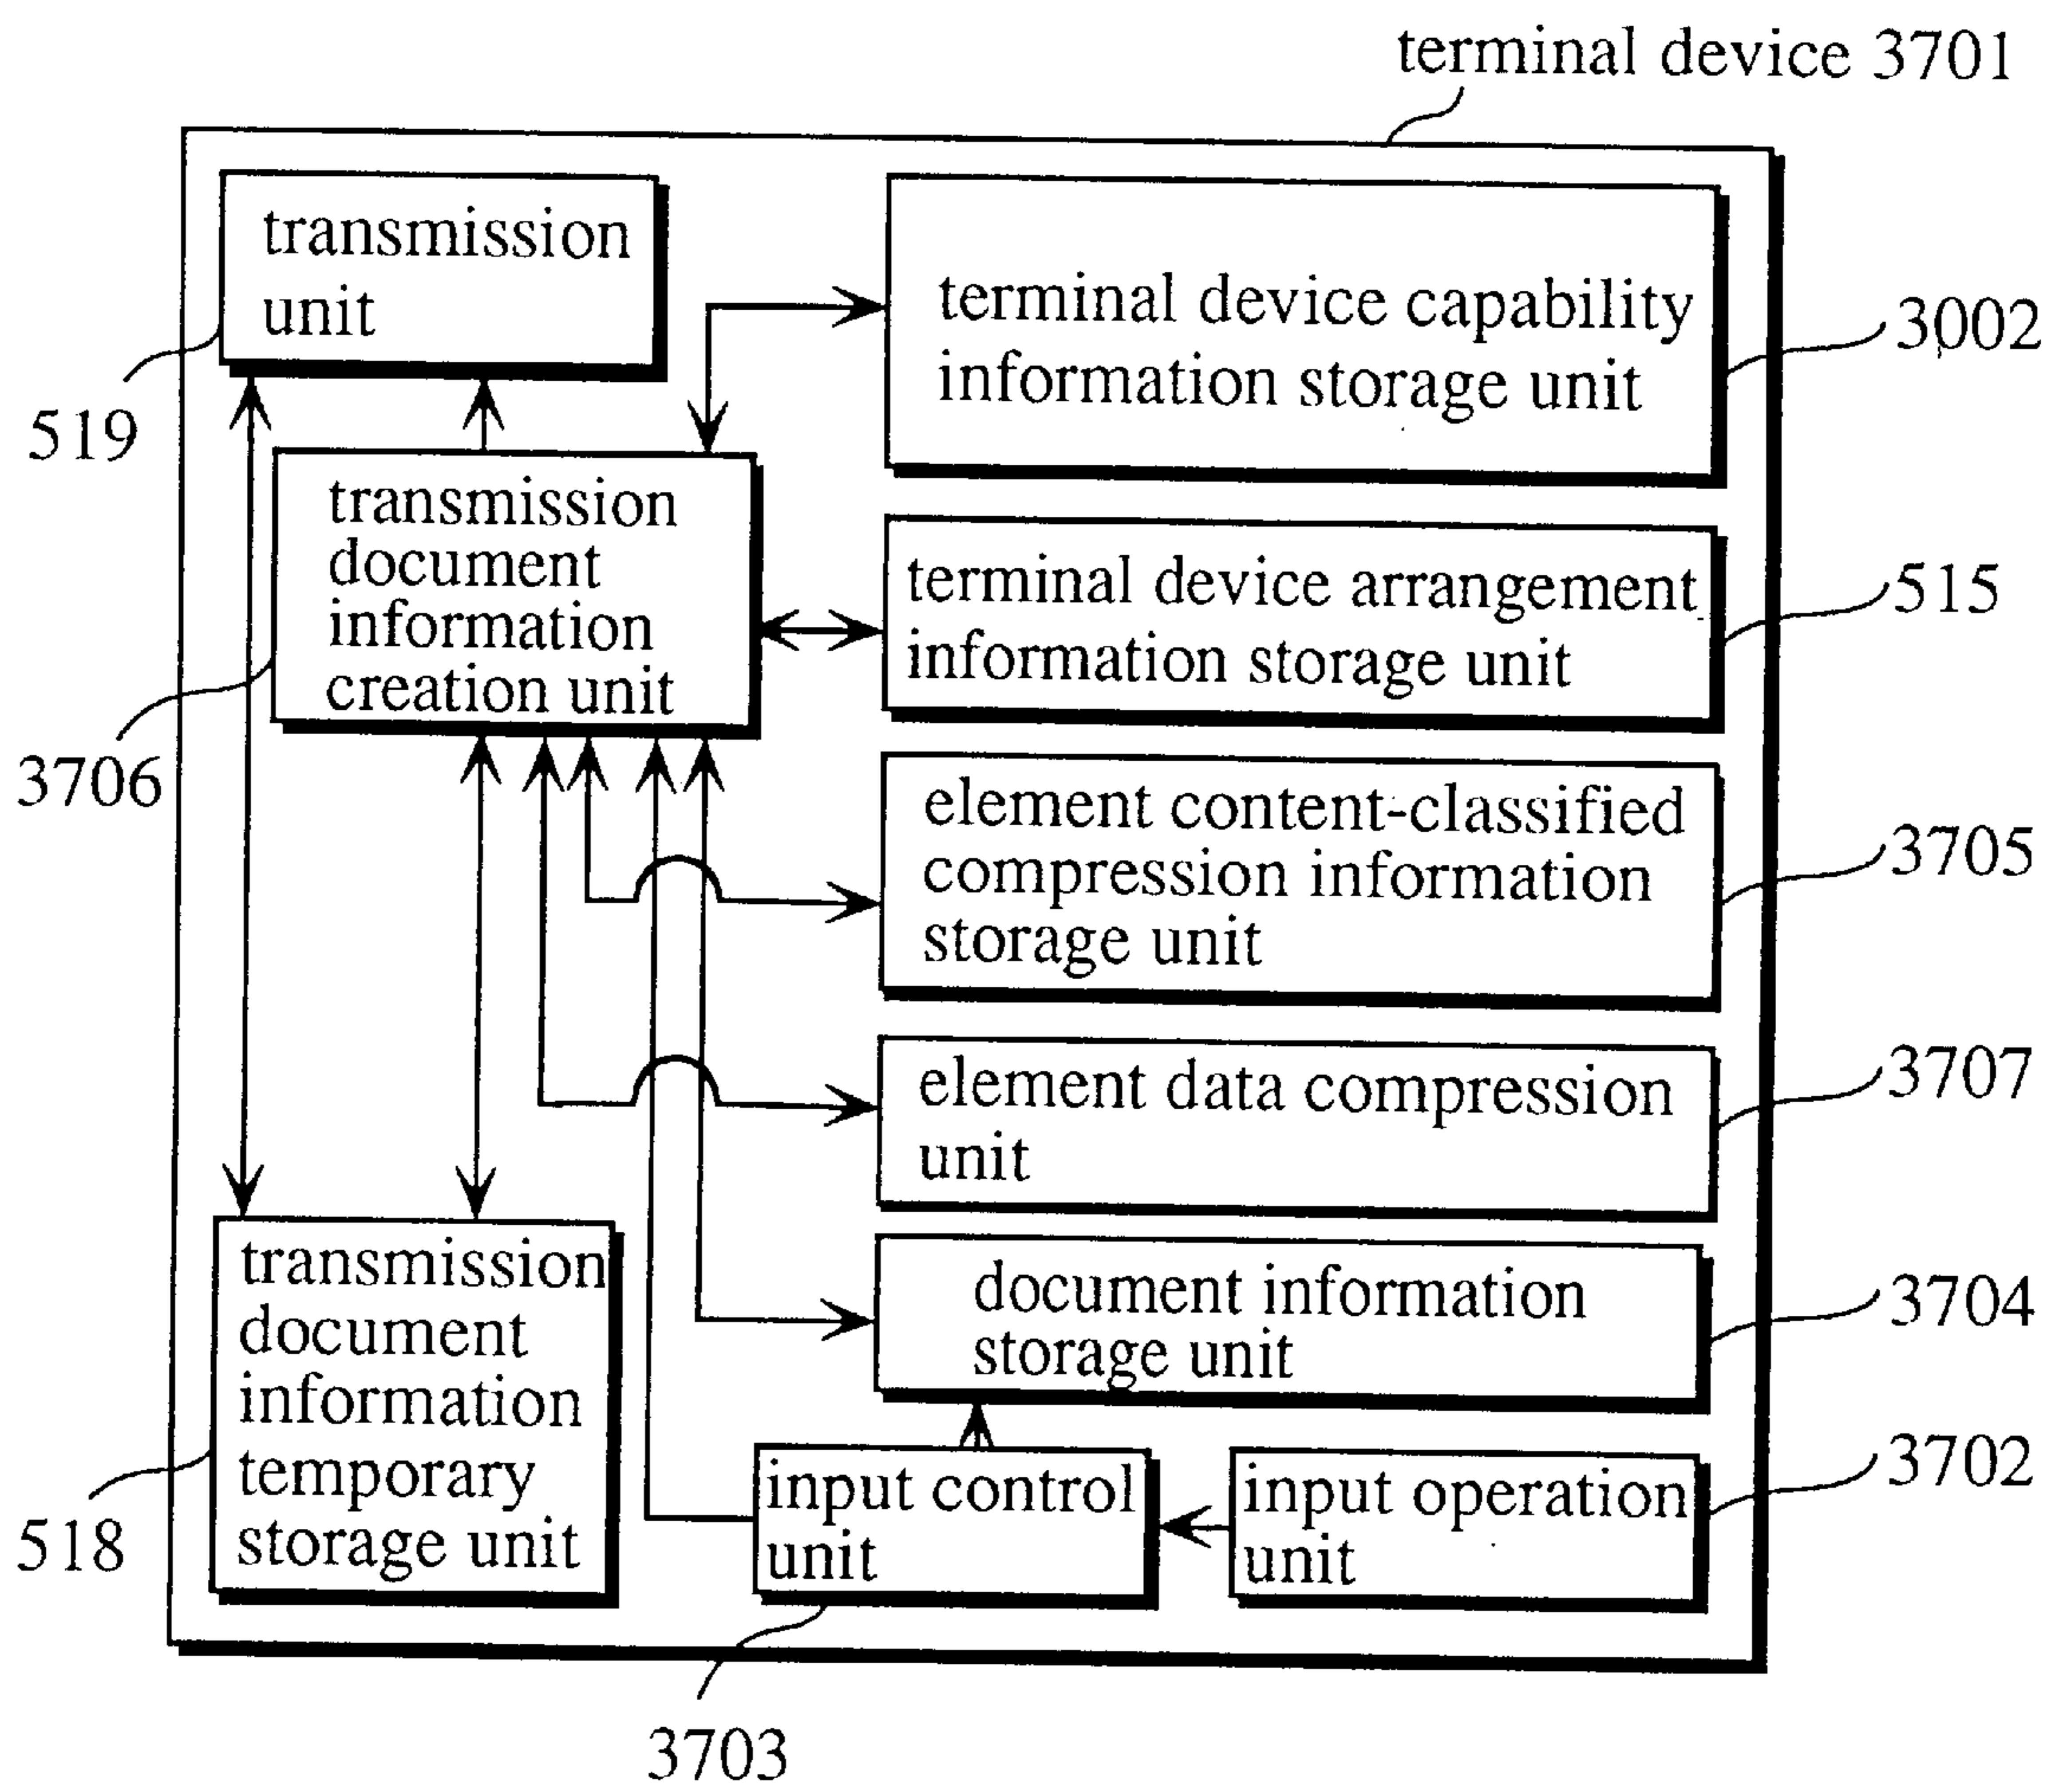 terminal device 3701
transmission
unit
519
terminal device capability
information storage unit
3002
transmission
document
information
creation unit
3706
terminal device arrangement
information storage unit
515
element content-classified
compression information
storage unit
3705
element data compression
unit
3707
transmission
document
information
temporary
storage unit
518
document information
storage unit
3704
input control
unit
3703
input operation
unit
3702